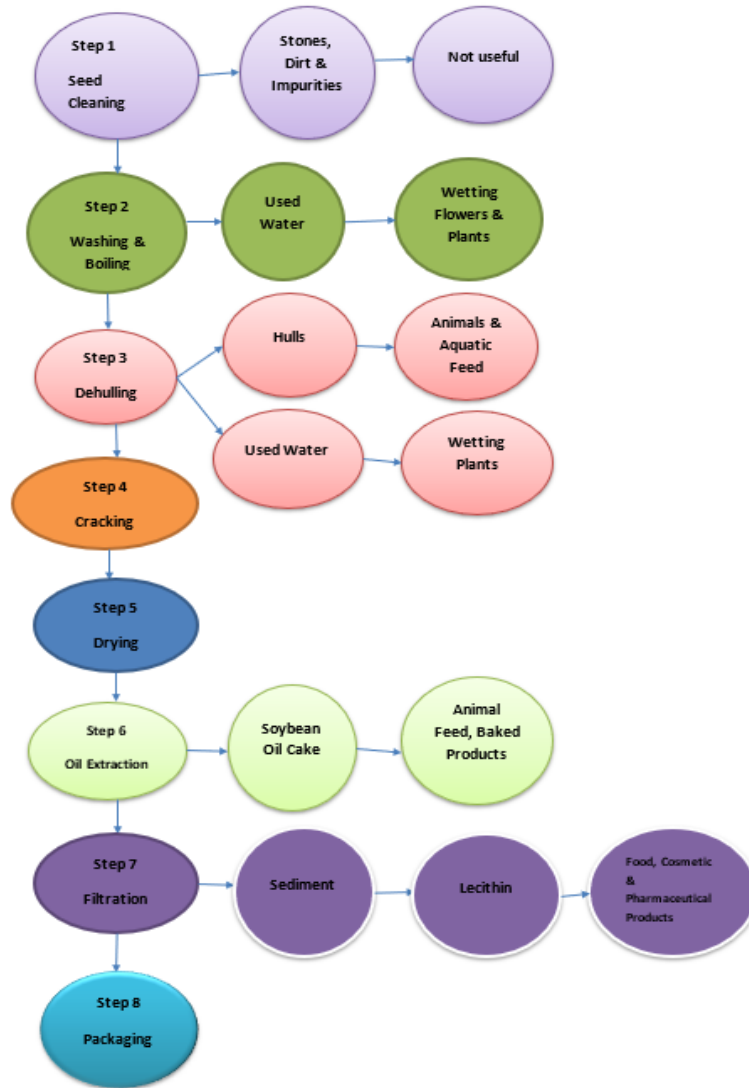 Step 1
Seed
Cleaning
Stones,
Dirt &
Impurities
Not useful
Step 2
Washing &
Boiling
Used
Water
Wetting
Flowers &
Plants
Step 3
Dehulling
Hulls
Animals &
Aquatic
Feed
Used Water
Wetting
Plants
Step 4
Cracking
Step 5
Drying
Step 6
Oil Extraction
Soybean
Oil Cake
Animal
Feed, Baked
Products
Step 7
Filtration
Sediment
Lecithin
Food, Cosmetic
&
Pharmaceutical
Products
Step 8
Packaging